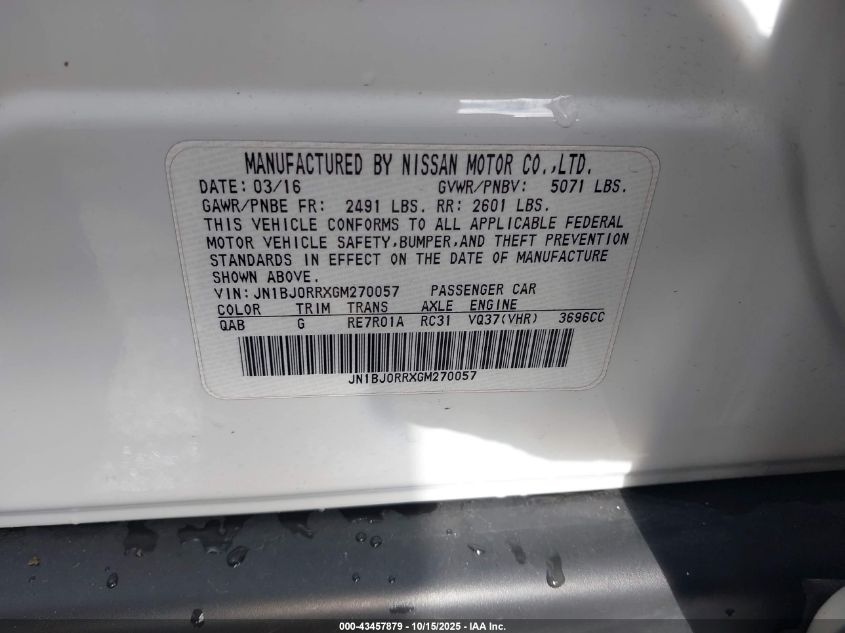 MANUFACTURED BY NISSAN MOTOR CO.,LTD.
DATE: 03/16 GVWR/PNBV: 5071 LBS.
GAWR/PNBE FR: 2491 LBS. RR: 2601 LBS.
THIS VEHICLE CONFORMS TO ALL APPLICABLE FEDERAL
MOTOR VEHICLE SAFETY,BUMPER,AND THEFT PREVENTION
STANDARDS IN EFFECT ON THE DATE OF MANUFACTURE
SHOWN ABOVE.
VIN: JN1BJ0RRXGM270057 PASSENGER CAR
COLOR TRIM TRANS AXLE ENGINE
QAB G RE7R01A RC31 VQ37(VHR) 3696CC
JN1BJ0RRXGM270057
000-43457879 - 10/15/2025 - IAA Inc.